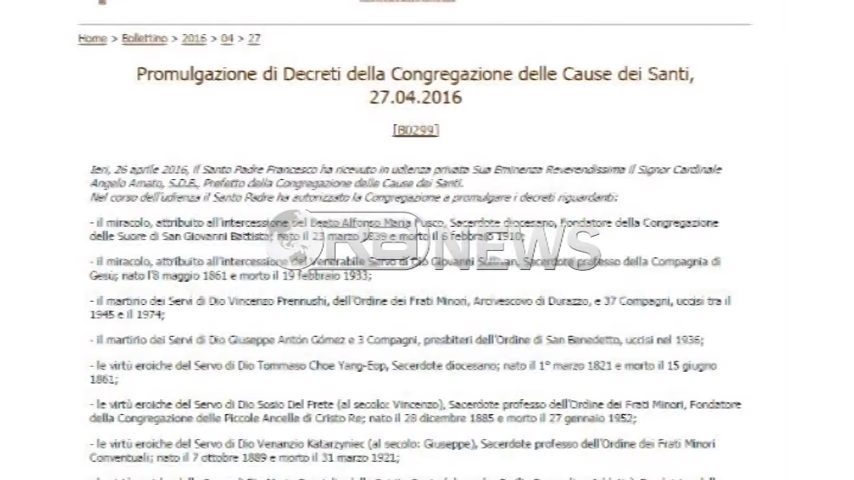 Home > Bollettino > 2016 > 04 > 27
Promulgazione di Decreti della Congregazione delle Cause dei Santi,
27.04.2016
[B0299]
Ieri, 26 aprile 2016, il Santo Padre Francesco ha ricevuto in udienza privata Sua Eminenza Reverendissima il Signor Cardinale
Angelo Amato, S.D.B., Prefetto della Congregazione delle Cause dei Santi.
Nel corso dell'udienza il Santo Padre ha autorizzato la Congregazione a promulgare i decreti riguardanti:
- il miracolo, attribuito all'intercessione del Beato Alfonso Maria Fusco, Sacerdote diocesano, Fondatore della Congregazione
delle Suore di San Giovanni Battista; nato il 23 marzo 1839 e morto il 6 febbraio 1910;
- il miracolo, attribuito all'intercessione del Venerabile Servo di Dio Giovanni Sacerdote professo della Compagnia di
Gesù; nato l'8 maggio 1861 e morto il 19 febbraio 1933;
- il martirio dei Servi di Dio Vincenzo Prennushi, dell'Ordine dei Frati Minori, Arcivescovo di Durazzo, e 37 Compagni, uccisi tra il
1945 e il 1974;
- il martirio dei Servi di Dio Giuseppe Antón Gómez e 3 Compagni, presbiteri dell'Ordine di San Benedetto, uccisi nel 1936;
- le virtù eroiche del Servo di Dio Tommaso Choe Yang-Eop, Sacerdote diocesano; nato il 1° marzo 1821 e morto il 15 giugno
1861;
- le virtù eroiche del Servo di Dio Sosio Del Prete (al secolo: Vincenzo), Sacerdote professo dell'Ordine dei Frati Minori, Fondatore
della Congregazione delle Piccole Ancelle di Cristo Re; nato il 28 dicembre 1885 e morto il 27 gennaio 1952;
- le virtù eroiche del Servo di Dio Venanzio Katarzyniec (al secolo: Giuseppe), Sacerdote professo dell'Ordine dei Frati Minori
Conventuali; nato il 7 ottobre 1889 e morto il 31 marzo 1921;
NEWS